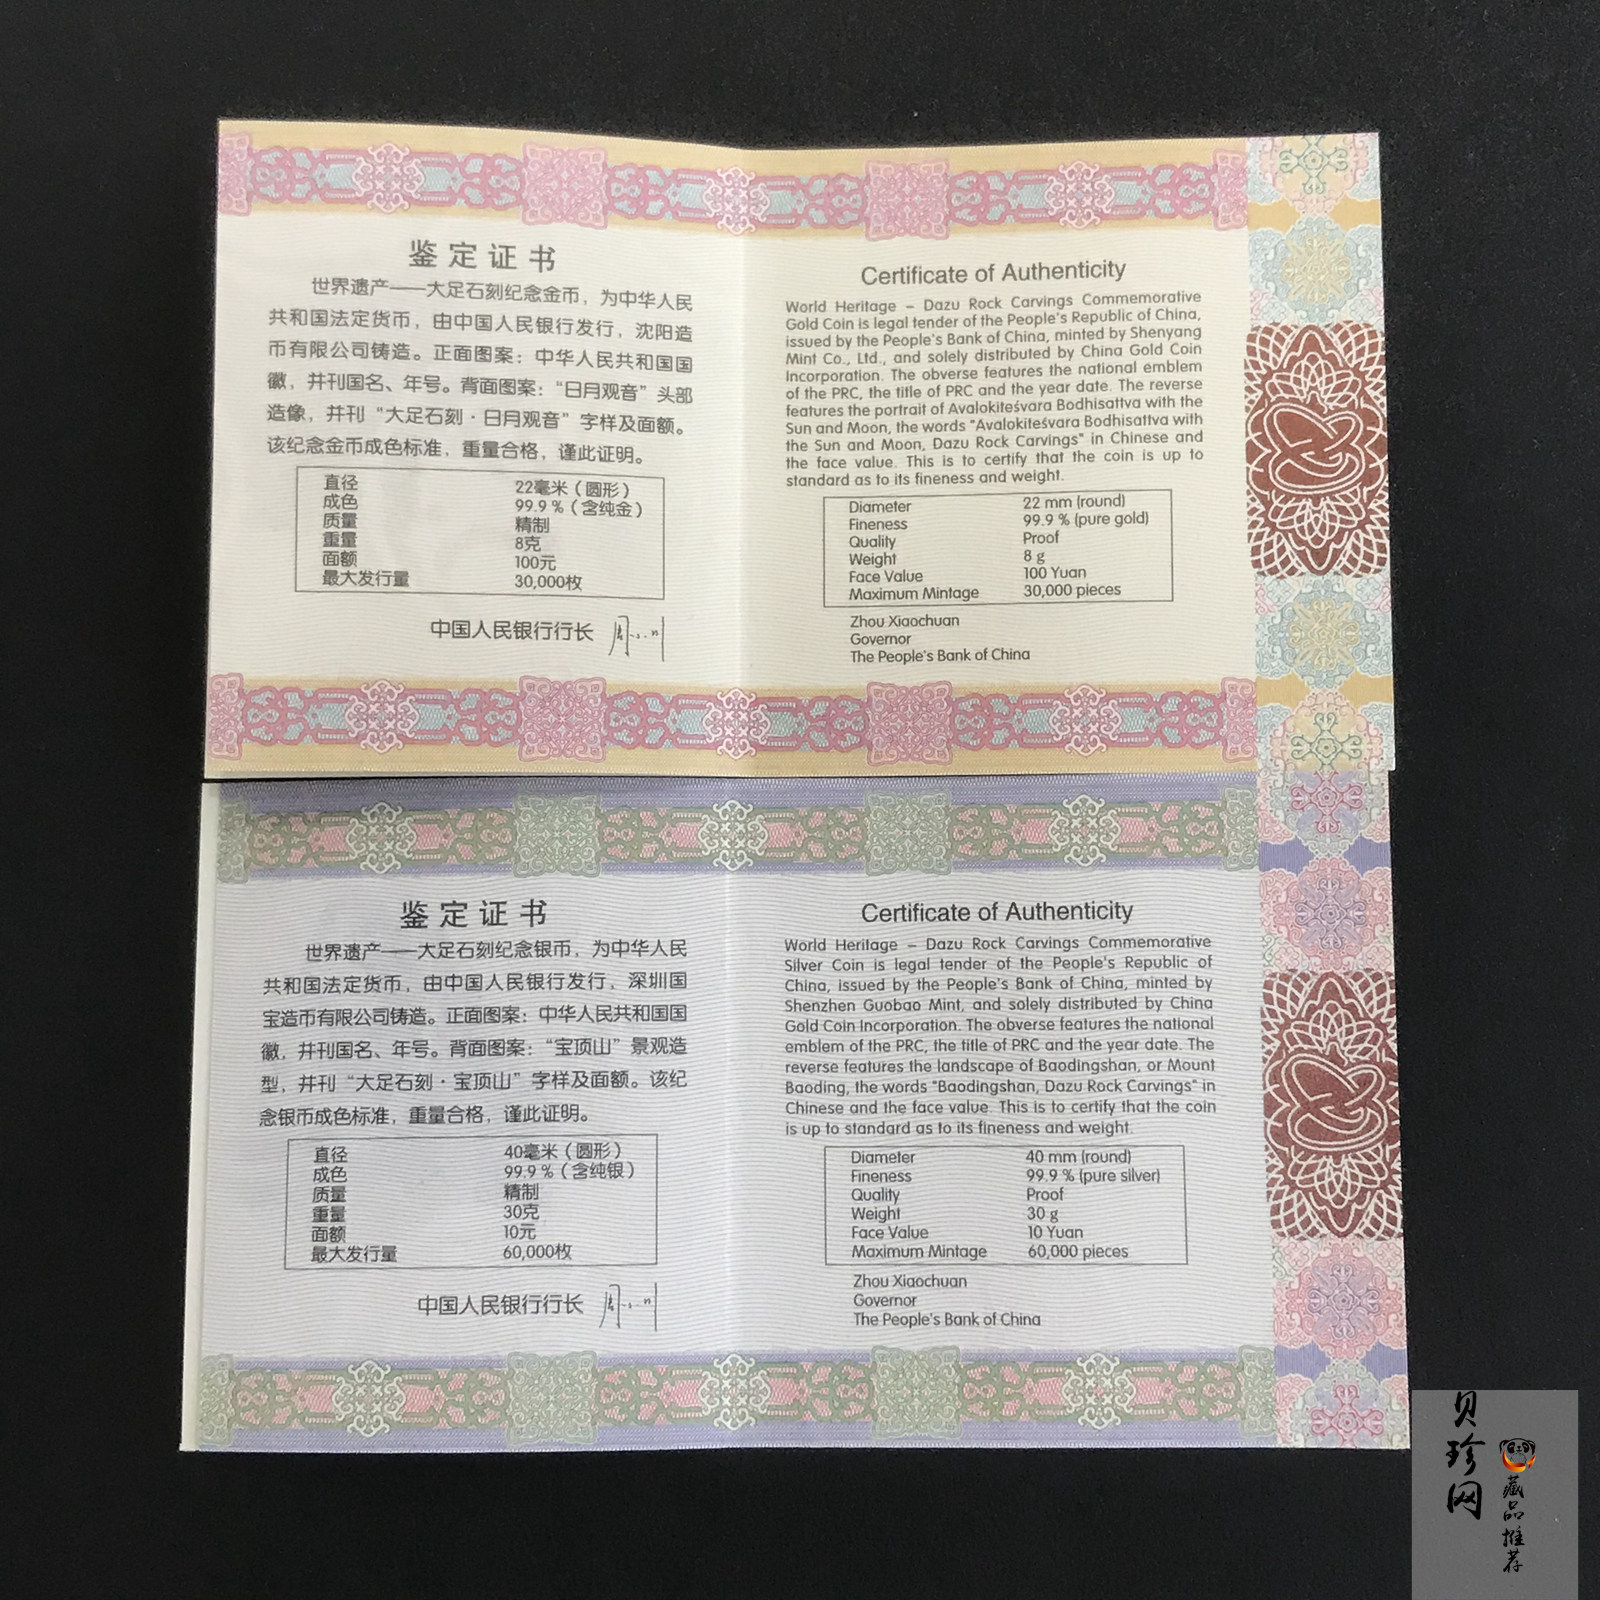 鉴定证书
世界遗产——大足石刻纪念金币，为中华人民
共和国法定货币，由中国人民银行发行，沈阳造
币有限公司铸造。正面图案：中华人民共和国国
徽，并刊国名、年号。背面图案：“日月观音”头部
造像，并刊“大足石刻·日月观音”字样及面额。
该纪念金币成色标准，重量合格，谨此证明。
直径 22毫米（圆形）
成色 99.9％（含纯金）
质量 精制
重量 8克
面额 100元
最大发行量 30,000枚
中国人民银行行长
Certificate of Authenticity
World Heritage – Dazu Rock Carvings Commemorative
Gold Coin is legal tender of the People's Republic of China,
issued by the People's Bank of China, minted by Shenyang
Mint Co., Ltd., and solely distributed by China Gold Coin
Incorporation. The obverse features the national emblem
of the PRC, the title of PRC and the year date. The reverse
features the portrait of Avalokiteśvara Bodhisattva with the
Sun and Moon, the words "Avalokiteśvara Bodhisattva with
the Sun and Moon, Dazu Rock Carvings" in Chinese and
the face value. This is to certify that the coin is up to
standard as to its fineness and weight.
Diameter 22 mm (round)
Fineness 99.9 % (pure gold)
Quality Proof
Weight 8 g
Face Value 100 Yuan
Maximum Mintage 30,000 pieces
Zhou Xiaochuan
Governor
The People's Bank of China
鉴定证书
世界遗产——大足石刻纪念银币，为中华人民
共和国法定货币，由中国人民银行发行，深圳国
宝造币有限公司铸造。正面图案：中华人民共和国国
徽，并刊国名、年号。背面图案：“宝顶山”景观造
型，并刊“大足石刻·宝顶山”字样及面额。该纪
念银币成色标准，重量合格，谨此证明。
直径 40毫米（圆形）
成色 99.9％（含纯银）
质量 精制
重量 30克
面额 10元
最大发行量 60,000枚
中国人民银行行长
Certificate of Authenticity
World Heritage – Dazu Rock Carvings Commemorative
Silver Coin is legal tender of the People's Republic of
China, issued by the People's Bank of China, minted by
Shenzhen Guobao Mint, and solely distributed by China
Gold Coin Incorporation. The obverse features the national
emblem of the PRC, the title of PRC and the year date. The
reverse features the landscape of Baodingshan, or Mount
Baoding, the words "Baodingshan, Dazu Rock Carvings" in
Chinese and the face value. This is to certify that the coin
is up to standard as to its fineness and weight.
Diameter 40 mm (round)
Fineness 99.9 % (pure silver)
Quality Proof
Weight 30 g
Face Value 10 Yuan
Maximum Mintage 60,000 pieces
Zhou Xiaochuan
Governor
The People's Bank of China
贝珍网
藏品推荐